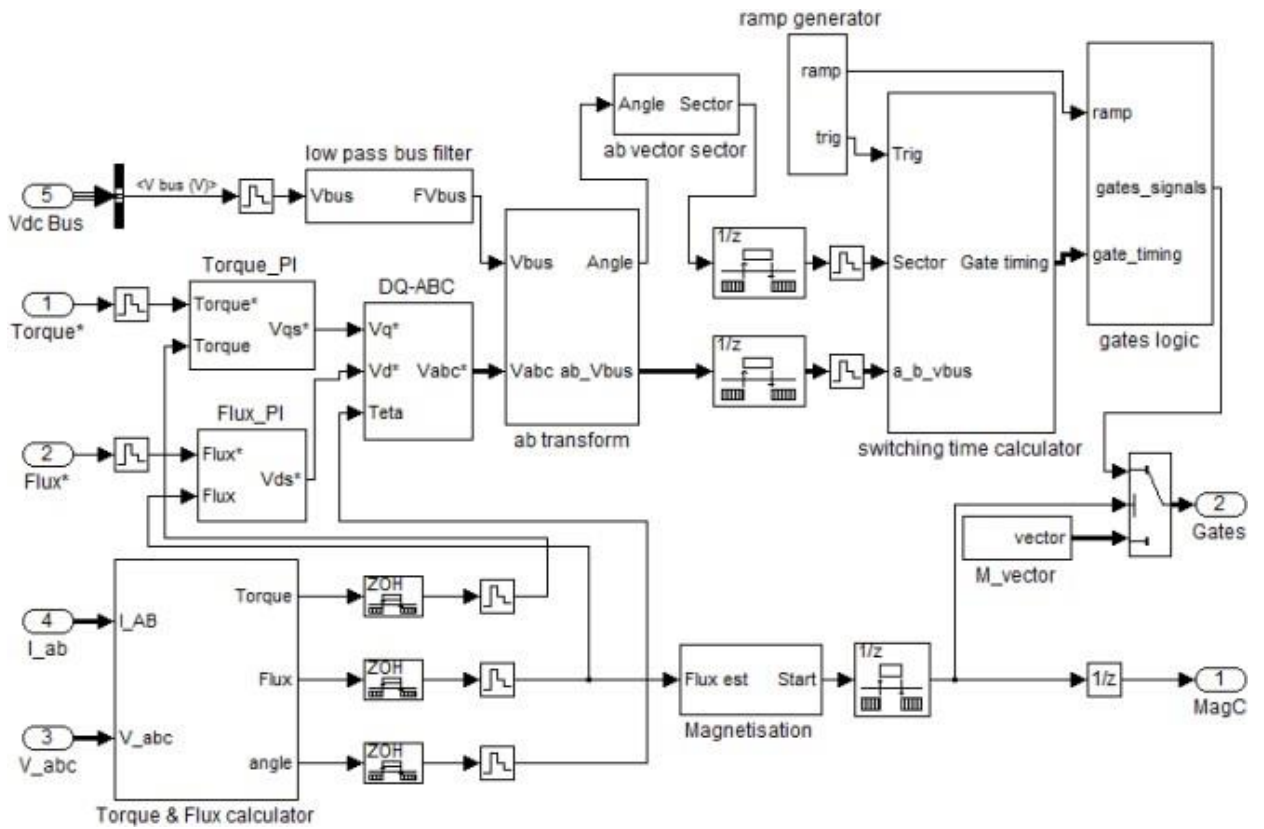 ramp generator
ramp
trig
ramp
gates_signals
gate_timing
gates logic
Angle Sector
ab vector sector
low pass bus filter
Vbus FVbus
<V bus (V)>
5
Vdc Bus
Trig
Sector Gate timing
a_b_vbus
switching time calculator
1/z
1/z
Vbus Angle
Vabc ab_Vbus
ab transform
Torque_PI
Torque*
Vqs*
Torque
1
Torque*
DQ-ABC
Vq*
Vd* Vabc*
Teta
Flux_PI
Flux*
Vds*
Flux
2
Flux*
2
Gates
vector
M_vector
Torque
I_AB
Flux
V_abc
angle
Torque & Flux calculator
4
I_ab
3
V_abc
ZOH
ZOH
ZOH
Flux est Start
Magnetisation
1/z
1/z
1
MagC